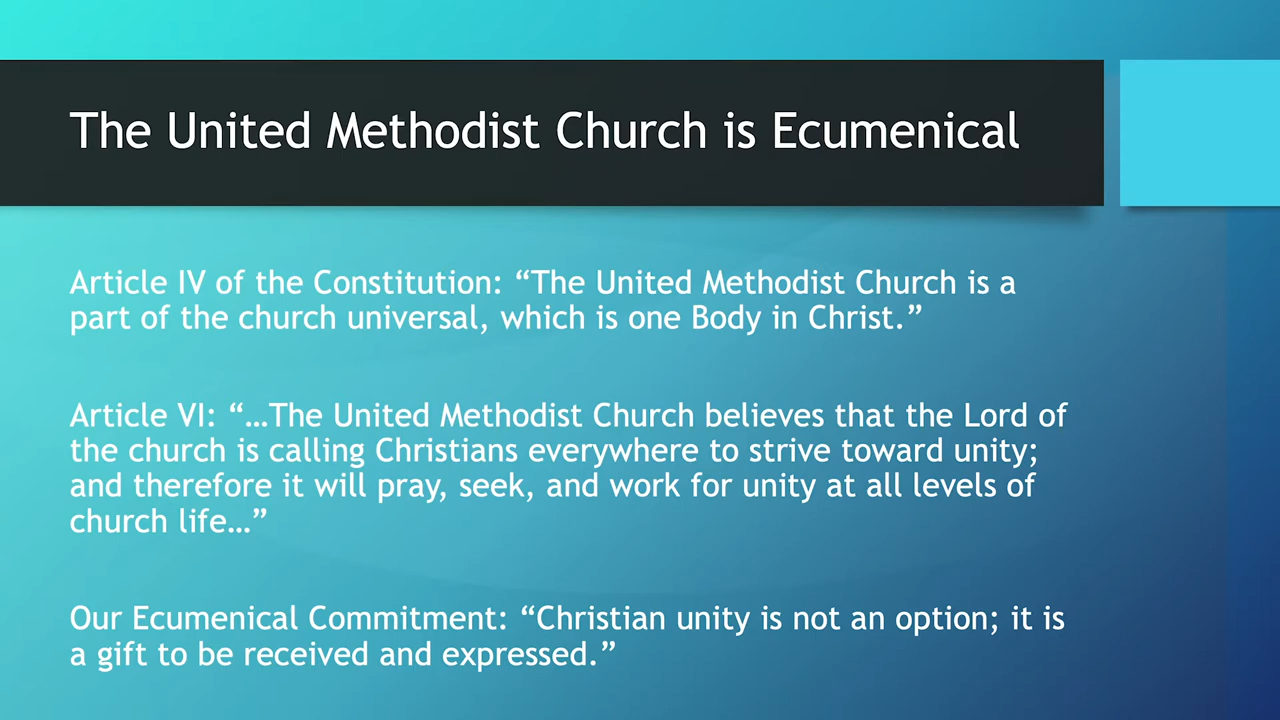 The United Methodist Church is Ecumenical
Article IV of the Constitution: “The United Methodist Church is a
part of the church universal, which is one Body in Christ.”
Article VI: “…The United Methodist Church believes that the Lord of
the church is calling Christians everywhere to strive toward unity;
and therefore it will pray, seek, and work for unity at all levels of
church life…”
Our Ecumenical Commitment: “Christian unity is not an option; it is
a gift to be received and expressed.”